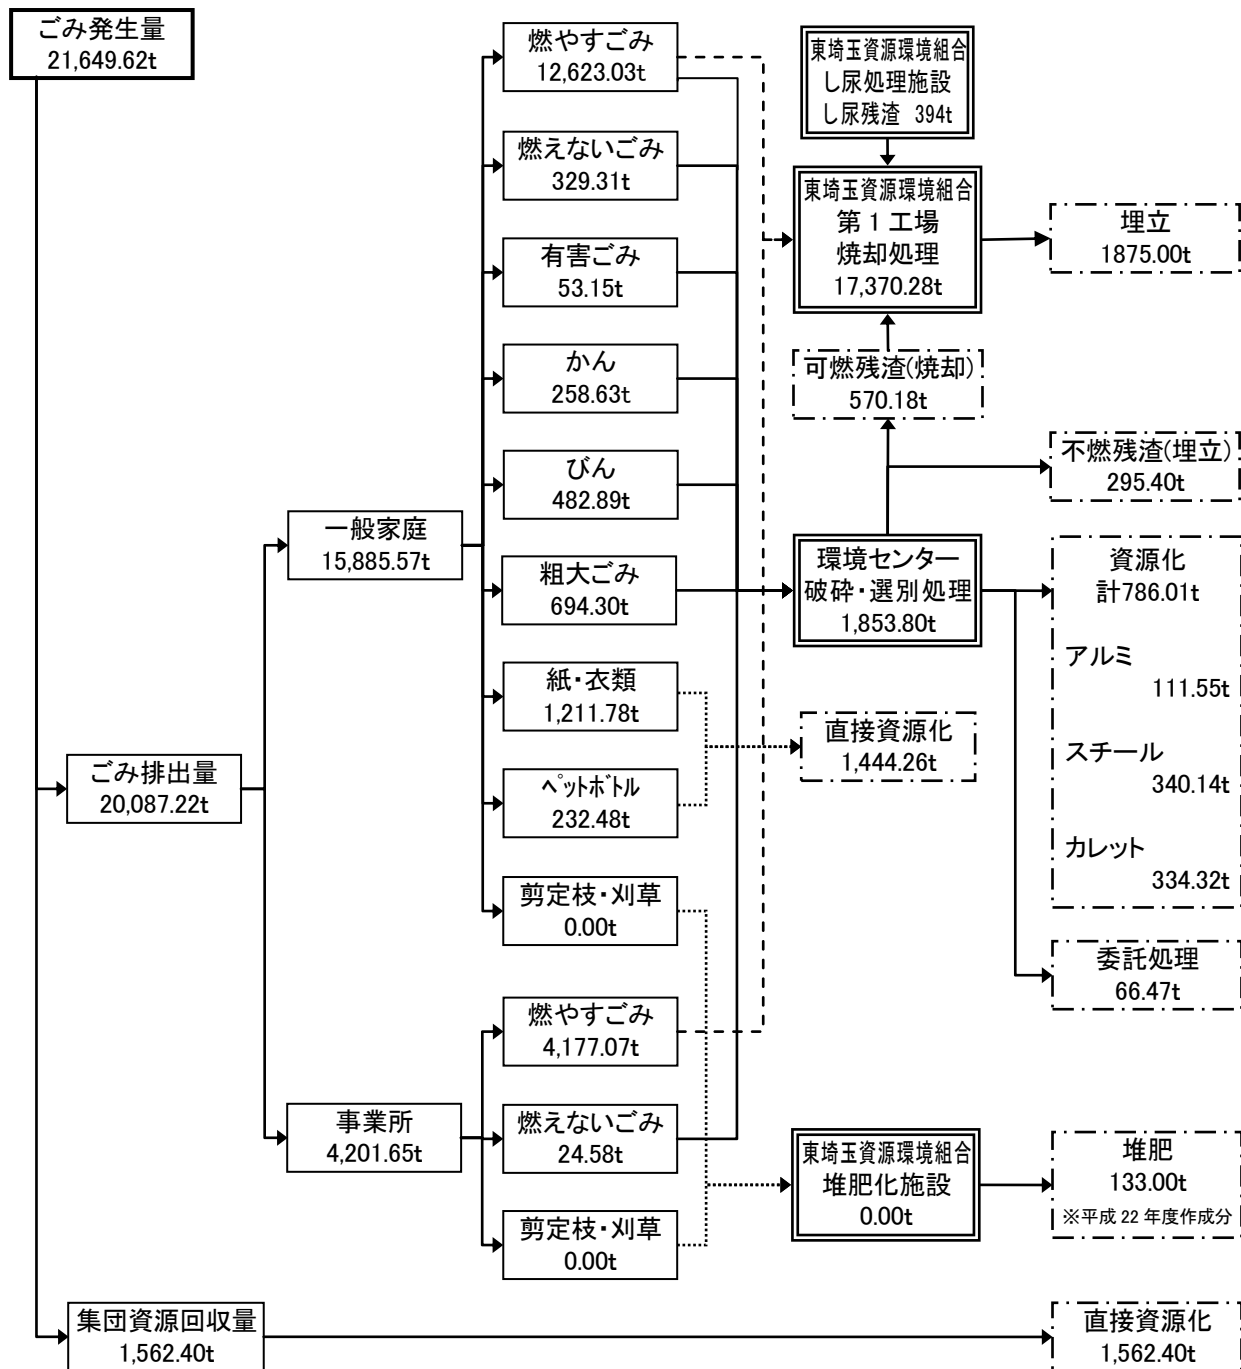 ごみ発生量
21,649.62t
ごみ排出量
20,087.22t
集団資源回収量
1,562.40t
一般家庭
15,885.57t
事業所
4,201.65t
燃やすごみ
12,623.03t
燃えないごみ
329.31t
有害ごみ
53.15t
かん
258.63t
びん
482.89t
粗大ごみ
694.30t
紙・衣類
1,211.78t
ペットボトル
232.48t
剪定枝・刈草
0.00t
燃やすごみ
4,177.07t
燃えないごみ
24.58t
剪定枝・刈草
0.00t
東埼玉資源環境組合
し尿処理施設
し尿残渣 394t
東埼玉資源環境組合
第1工場
焼却処理
17,370.28t
可燃残渣(焼却)
570.18t
環境センター
破砕・選別処理
1,853.80t
直接資源化
1,444.26t
東埼玉資源環境組合
堆肥化施設
0.00t
埋立
1875.00t
不燃残渣(埋立)
295.40t
資源化
計786.01t
アルミ
111.55t
スチール
340.14t
カレット
334.32t
委託処理
66.47t
堆肥
133.00t
※平成22年度作成分
直接資源化
1,562.40t